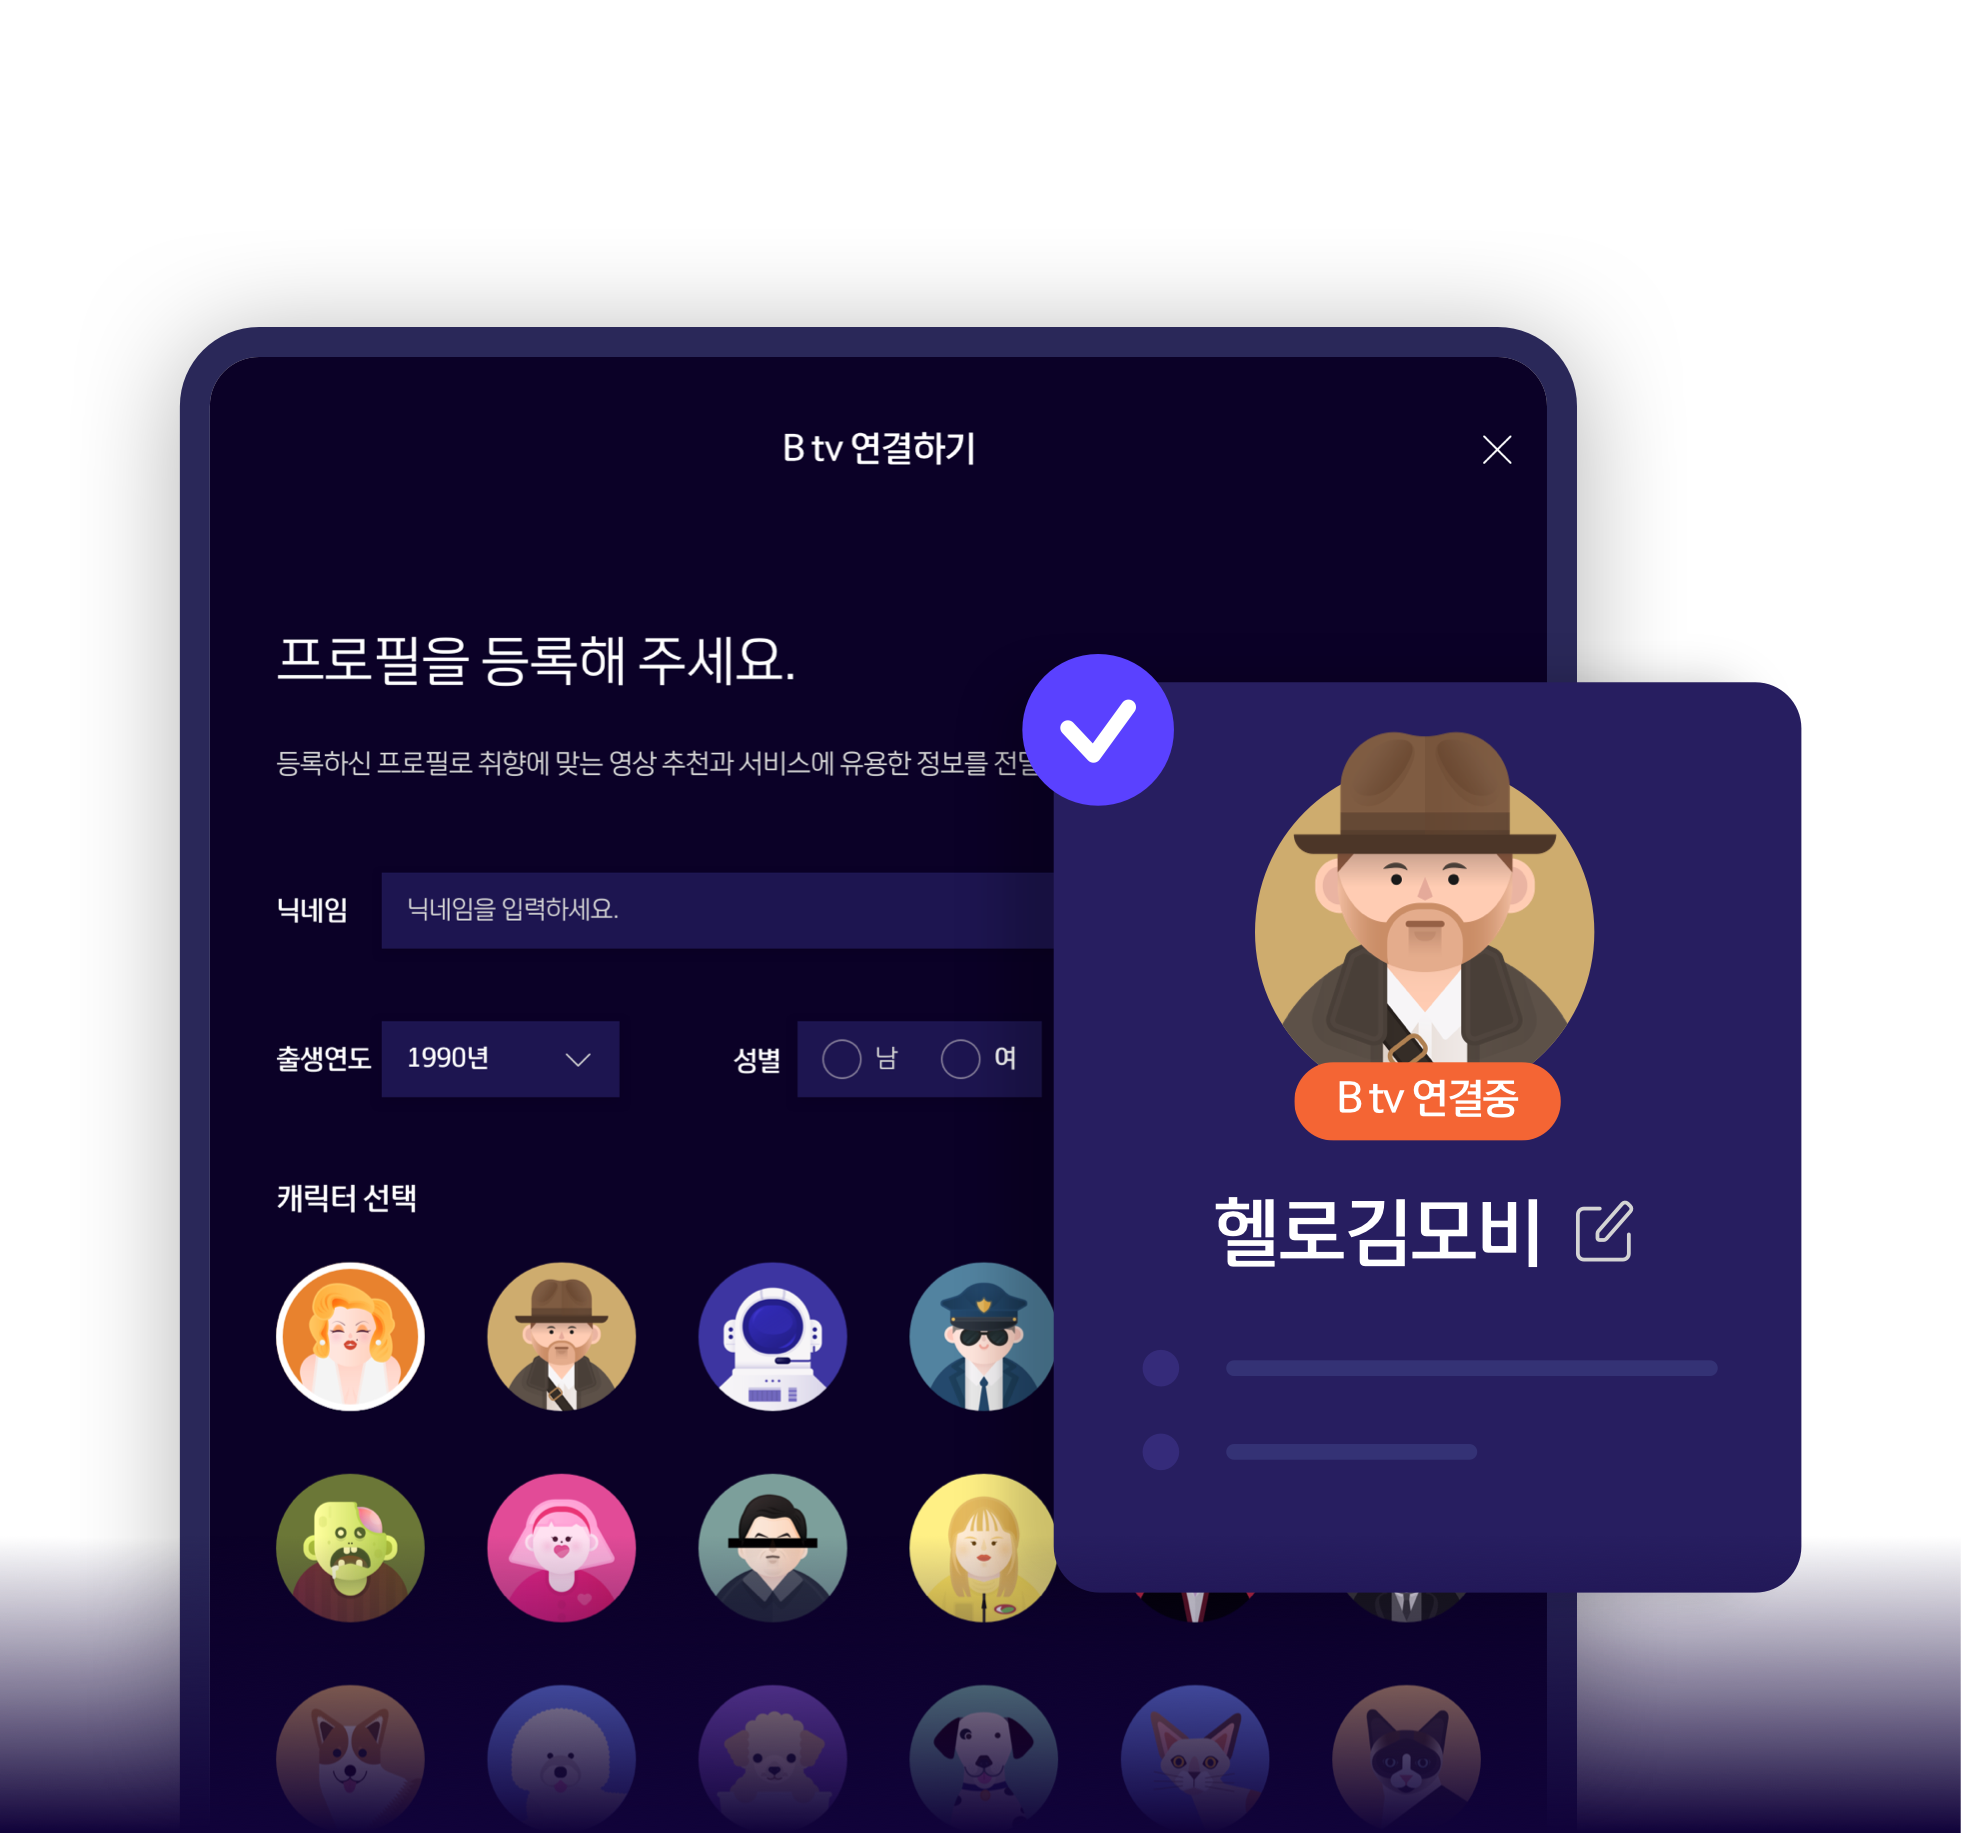 B tv 연결하기
프로필을 등록해 주세요.
등록하신 프로필로 취향에 맞는 영상 추천과 서비스에 유용한 정보를
닉네임
닉네임을 입력하세요.
출생연도
1990년
성별
남
여
캐릭터 선택
B tv 연결중
헬로김모비